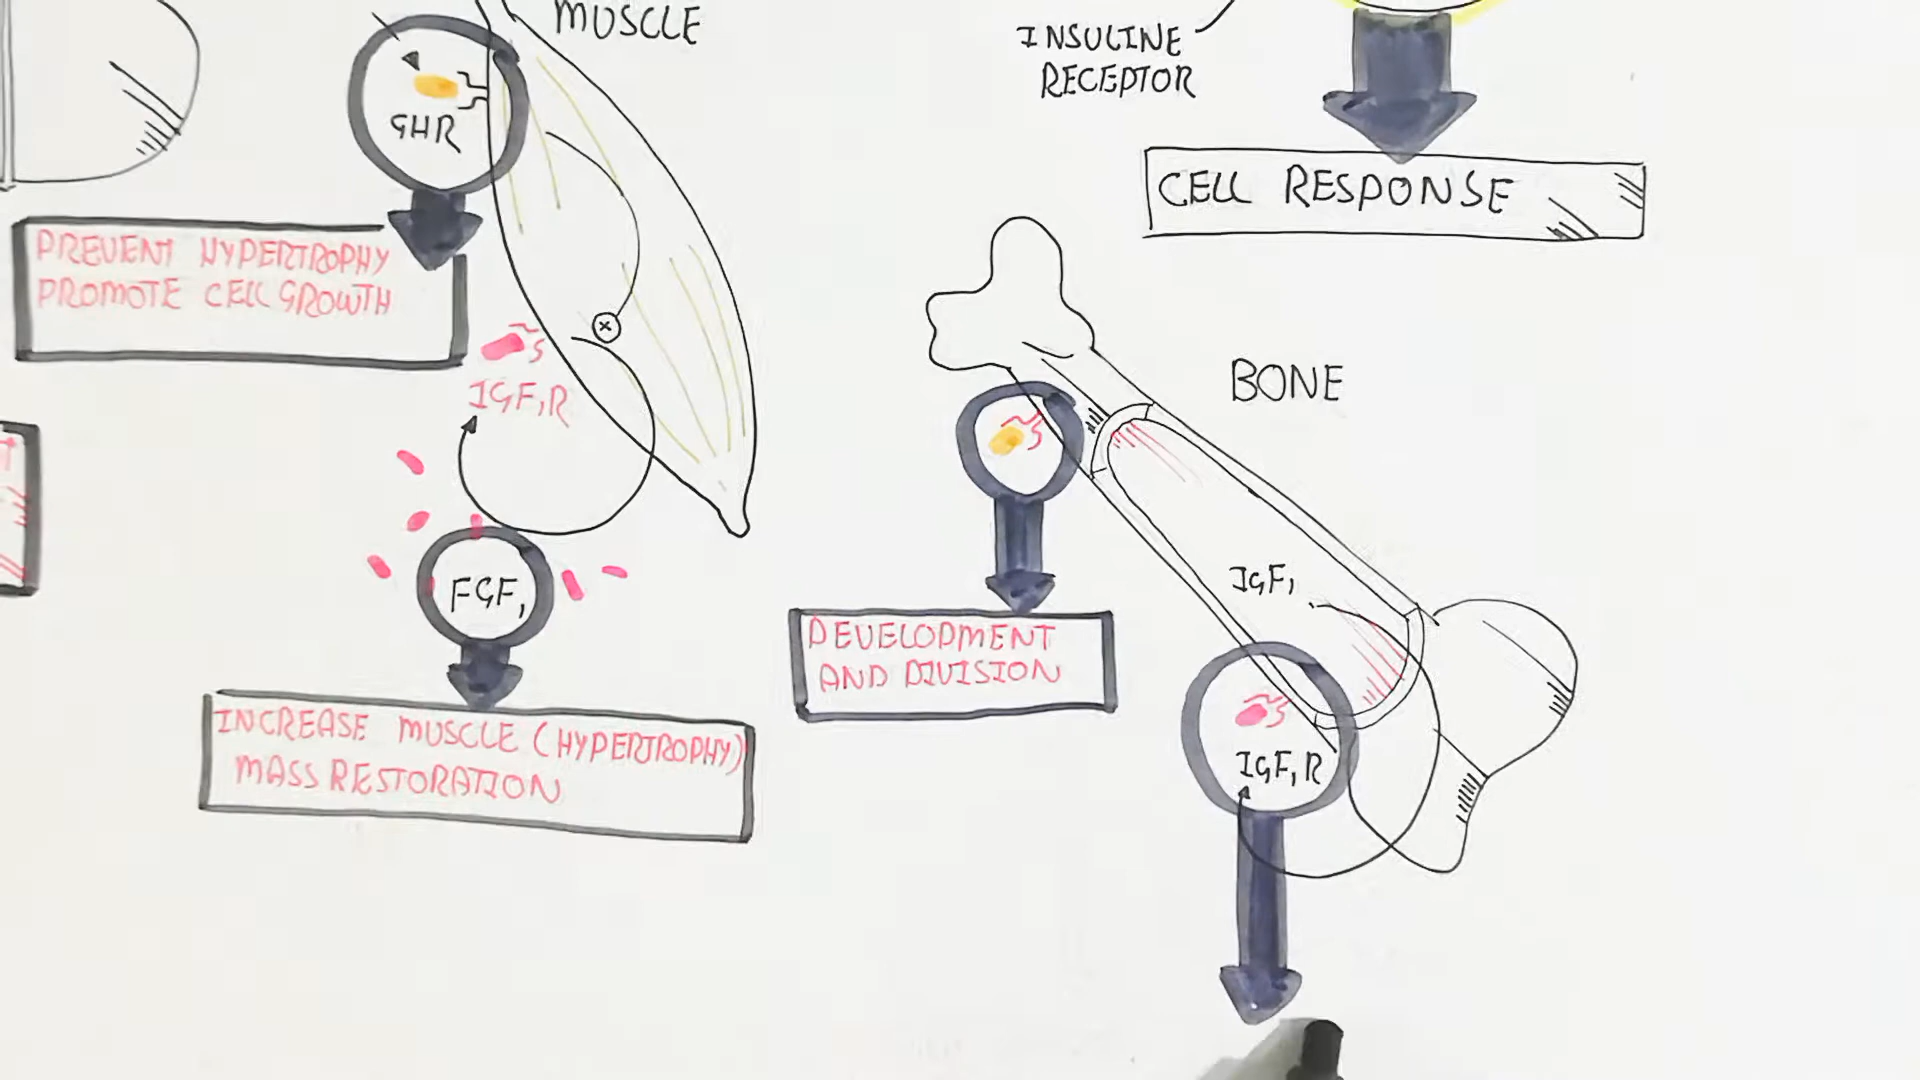 MUSCLE
GHR
PREVENT HYPERTROPHY
PROMOTE CELL GROWTH
IGF,R
FGF,
INCREASE MUSCLE (HYPERTROPHY)
MASS RESTORATION
INSULINE
RECEPTOR
CELL RESPONSE
BONE
DEVELOPMENT
AND DIVISION
IGF,
IGF,R